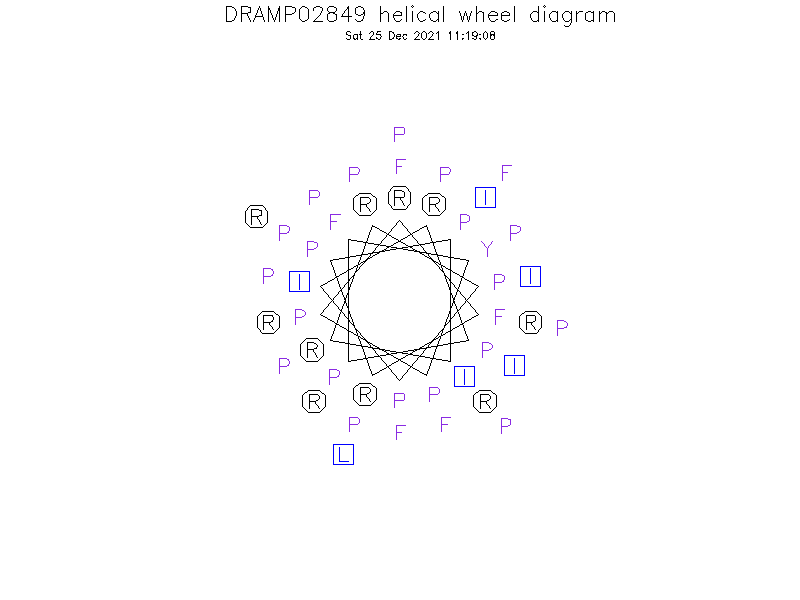 DRAMP02849 helical wheel diagram
Sat 25 Dec 2021 11:19:08
P
F
P F P
P I
R R R
R F P
P P
P Y
P I I
P I
P F R P
R
R P
P I
P I
R R R
P P
P F P
F
L